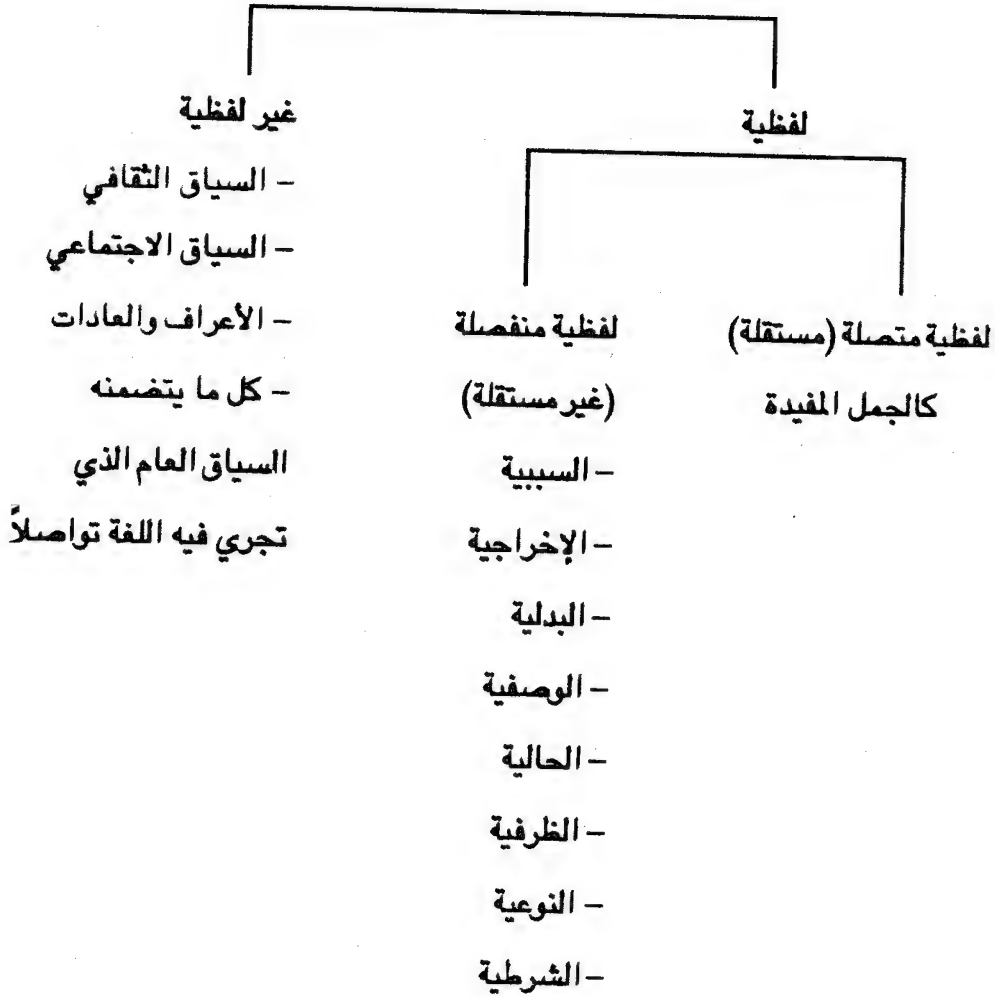 لفظية
لفظية متصلة (مستقلة)
كالجمل المفيدة
لفظية منفصلة
(غير مستقلة)
– السببية
– الإخراجية
– البدلية
– الوصفية
– الحالية
– الظرفية
– النوعية
– الشرطية
غير لفظية
– السياق الثقافي
– السياق الاجتماعي
– الأعراف والعادات
– كل ما يتضمنه
السياق العام الذي
تجري فيه اللغة تواصلاً